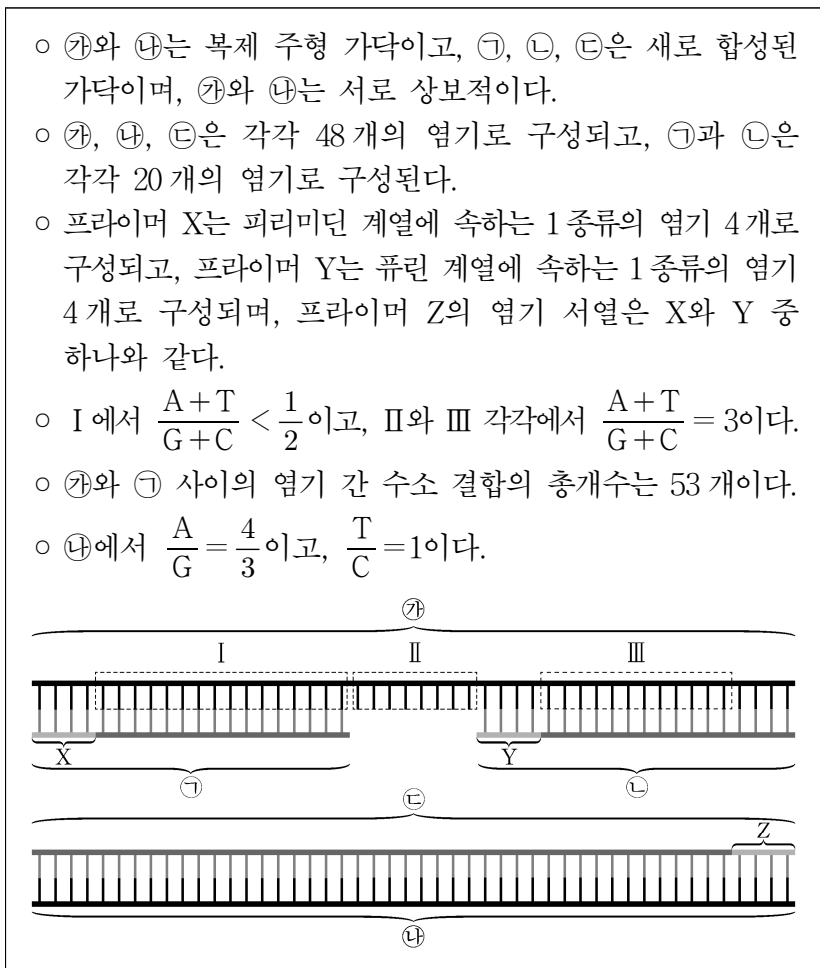 ○ ㉮와 ㉯는 복제 주형 가닥이고, ㉠, ㉡, ㉢은 새로 합성된
가닥이며, ㉮와 ㉯는 서로 상보적이다.
○ ㉮, ㉯, ㉢은 각각 48개의 염기로 구성되고, ㉠과 ㉡은
각각 20개의 염기로 구성된다.
○ 프라이머 X는 피리미딘 계열에 속하는 1종류의 염기 4개로
구성되고, 프라이머 Y는 퓨린 계열에 속하는 1종류의 염기
4개로 구성되며, 프라이머 Z의 염기 서열은 X와 Y 중
하나와 같다.
○ Ⅰ에서 (A+T)/(G+C) < 1/2이고, Ⅱ와 Ⅲ 각각에서 (A+T)/(G+C) = 3이다.
○ ㉮와 ㉠ 사이의 염기 간 수소 결합의 총개수는 53개이다.
○ ㉯에서 A/G = 4/3이고, T/C = 1이다.
㉮
Ⅰ Ⅱ Ⅲ
X Y
㉠ ㉡
㉢
Z
㉯